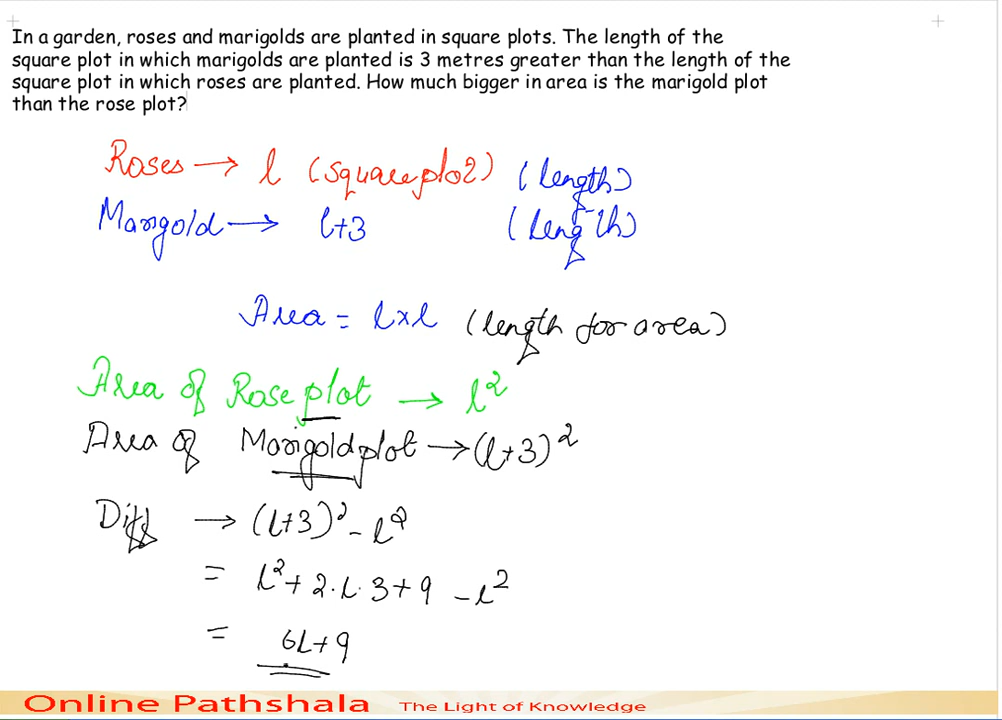 In a garden, roses and marigolds are planted in square plots. The length of the
square plot in which marigolds are planted is 3 metres greater than the length of the
square plot in which roses are planted. How much bigger in area is the marigold plot
than the rose plot?
Roses → l (square plot) (length)
Marigold → l+3 (length)
Area = l×l (length for area)
Area of Rose plot → l²
Area of Marigold plot → (l+3)²
Diff → (l+3)² - l²
= l² + 2·L·3 + 9 - l²
= 6L+9
Online Pathshala The Light of Knowledge